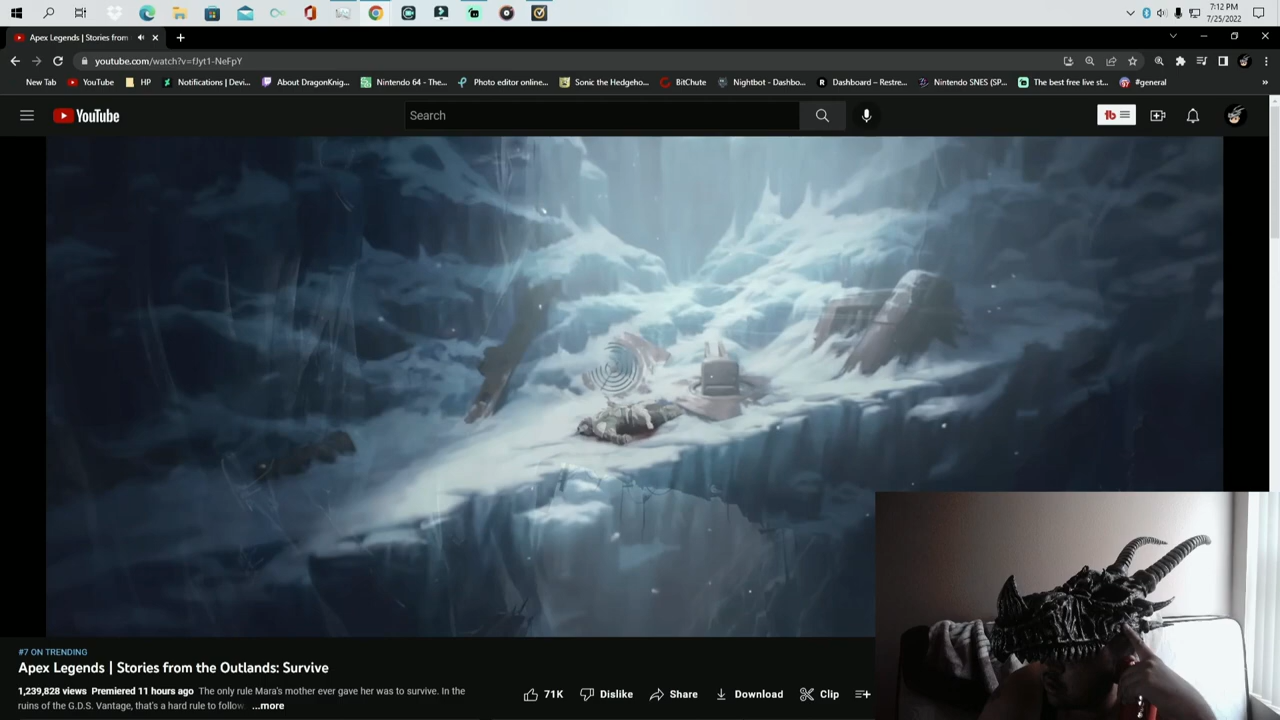 7:12 PM
7/25/2022
Apex Legends | Stories from
youtube.com/watch?v=fJyt1-NeFpY
New Tab
YouTube
HP
Notifications | Devi...
About DragonKnig...
Nintendo 64 - The...
Photo editor online...
Sonic the Hedgeho...
BitChute
Nightbot - Dashbo...
Dashboard – Restre...
Nintendo SNES (SP...
The best free live st...
#general
YouTube
Search
tb
#7 ON TRENDING
Apex Legends | Stories from the Outlands: Survive
1,239,828 views Premiered 11 hours ago The only rule Mara's mother ever gave her was to survive. In the
ruins of the G.D.S. Vantage, that's a hard rule to follow. ...more
71K
Dislike
Share
Download
Clip